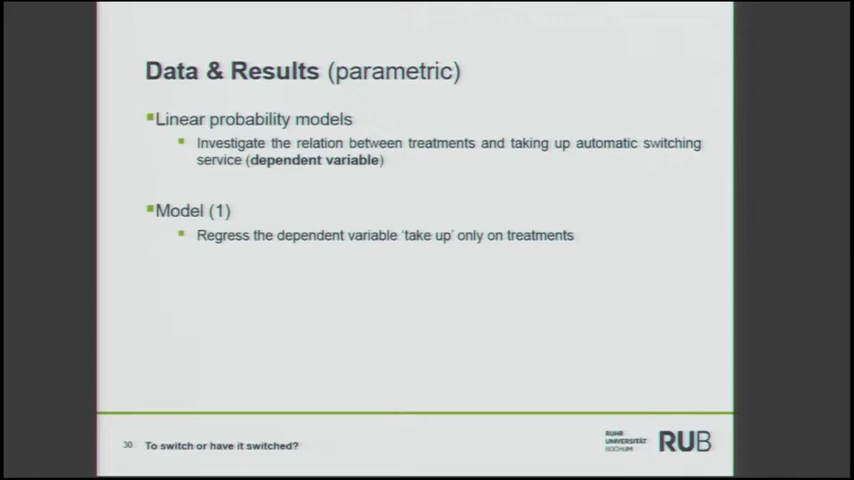 Data & Results (parametric)
Linear probability models
Investigate the relation between treatments and taking up automatic switching
service (dependent variable)
Model (1)
Regress the dependent variable ‘take up’ only on treatments
30 To switch or have it switched?
RUHR
UNIVERSITÄT
BOCHUM
RUB